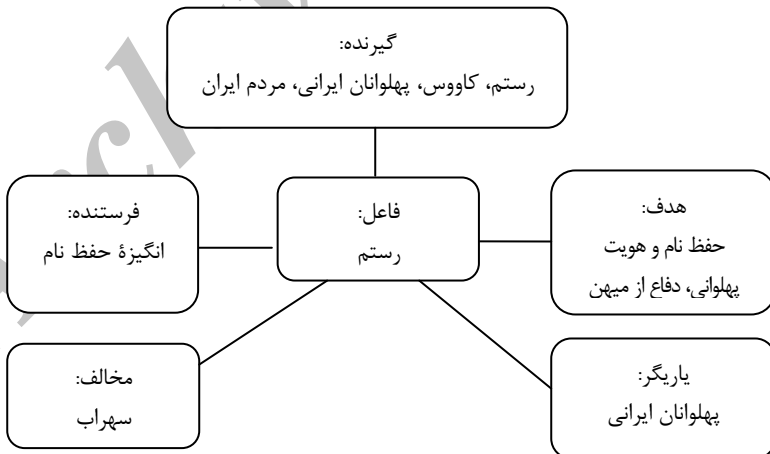 گیرنده:
رستم، کاووس، پهلوانان ایرانی، مردم ایران
هدف:
حفظ نام و هویت
پهلوانی، دفاع از میهن
فاعل:
رستم
فرستنده:
انگیزۀ حفظ نام
یاریگر:
پهلوانان ایرانی
مخالف:
سهراب